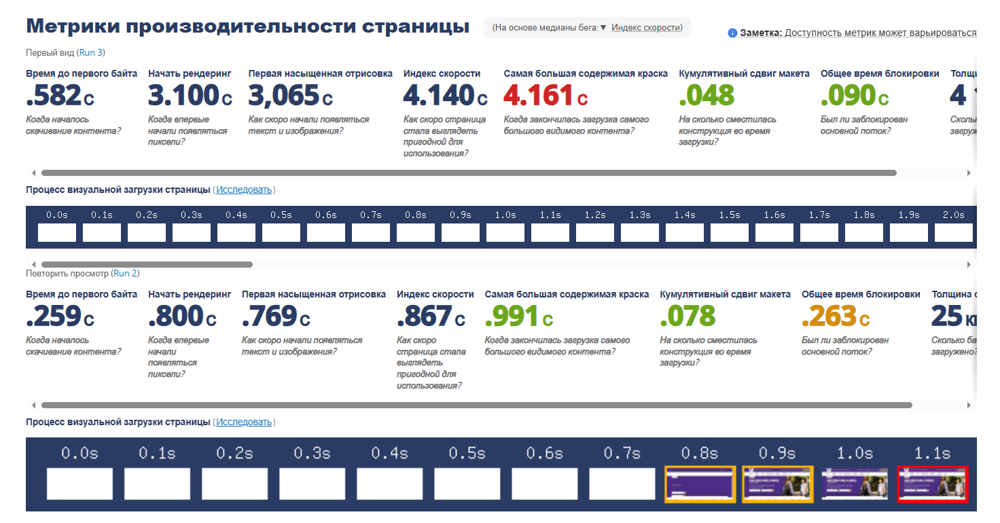 Метрики производительности страницы
(На основе медианы бега:▼ Индекс скорости)
Заметка: Доступность метрик может варьироваться
Первый вид (Run 3)
Время до первого байта Начать рендеринг Первая насыщенная отрисовка Индекс скорости Самая большая содержимая краска Кумулятивный сдвиг макета Общее время блокировки
.582 С 3.100 С 3,065 С 4.140 С 4.161 С .048 .090 С 4
Когда началось Когда впервые Как скоро начали появляться Как скоро страница Когда закончилась загрузка самого На сколько сместилась Был ли заблокирован
скачивание контента? начали появляться текст и изображения? стала выглядеть большого видимого контента? конструкция во время основной поток?
пиксели? пригодной для загрузки?
использования?
Процесс визуальной загрузки страницы (Исследовать)
0.0s 0.1s 0.2s 0.3s 0.4s 0.5s 0.6s 0.7s 0.8s 0.9s 1.0s 1.1s 1.2s 1.3s 1.4s 1.5s 1.6s 1.7s 1.8s 1.9s 2.0s
Повторить просмотр (Run 2)
Время до первого байта Начать рендеринг Первая насыщенная отрисовка Индекс скорости Самая большая содержимая краска Кумулятивный сдвиг макета Общее время блокировки Толщина
.259 С .800 С .769 С .867 С .991 С .078 .263 С 25
Когда началось Когда впервые Как скоро начали появляться Как скоро Когда закончилась загрузка самого На сколько сместилась Был ли заблокирован Сколько
скачивание контента? начали текст и изображения? страница стала большого видимого контента? конструкция во время основной поток? загружено?
появляться выглядеть загрузки?
пиксели? пригодной для
использования?
Процесс визуальной загрузки страницы (Исследовать)
0.0s 0.1s 0.2s 0.3s 0.4s 0.5s 0.6s 0.7s 0.8s 0.9s 1.0s 1.1s